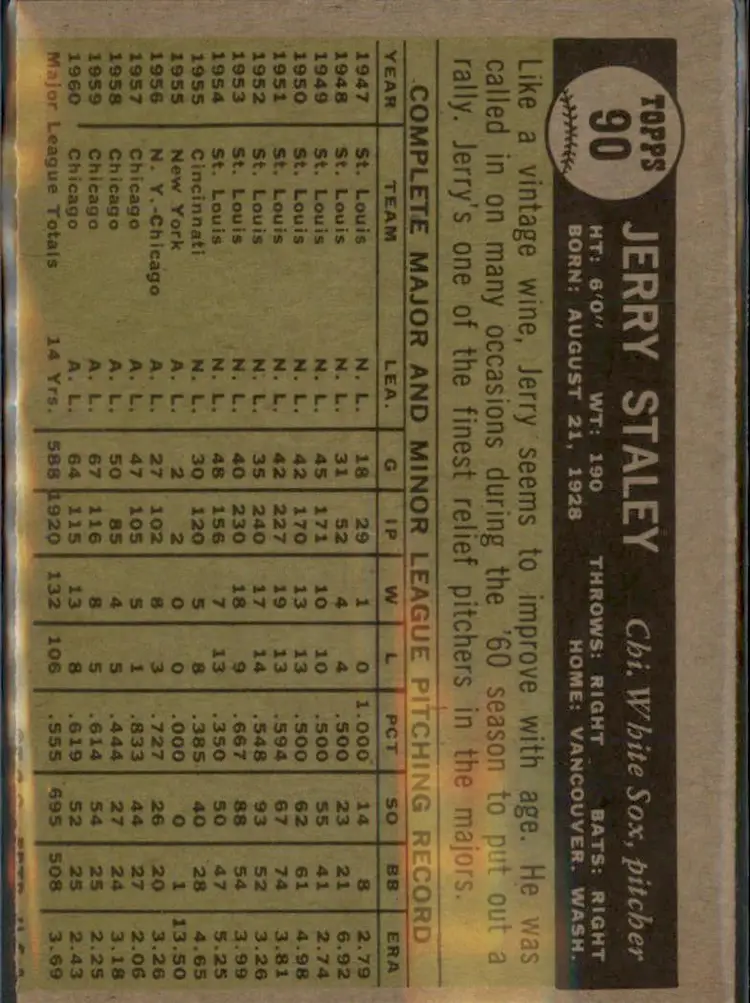 TOPPS
90
JERRY STALEY Chi. White Sox, pitcher
HT: 6'0" WT: 190 THROWS: RIGHT BATS: RIGHT
BORN: AUGUST 21, 1928 HOME: VANCOUVER, WASH.
Like a vintage wine, Jerry seems to improve with age. He was
called in on many occasions during the '60 season to put out a
rally. Jerry's one of the finest relief pitchers in the majors.
COMPLETE MAJOR AND MINOR LEAGUE PITCHING RECORD
YEAR TEAM LEA. G IP W L PCT SO BB ERA
1947 St. Louis N. L. 18 29 1 0 1.000 14 8 2.79
1948 St. Louis N. L. 31 52 4 4 .500 23 21 6.92
1949 St. Louis N. L. 45 171 10 10 .500 55 41 2.74
1950 St. Louis N. L. 42 170 13 13 .500 62 61 4.98
1951 St. Louis N. L. 42 227 19 13 .594 67 74 3.81
1952 St. Louis N. L. 35 240 17 14 .548 93 52 3.26
1953 St. Louis N. L. 40 230 18 9 .667 88 54 3.99
1954 St. Louis N. L. 48 156 7 13 .350 50 47 5.25
1955 Cincinnati N. L. 30 120 5 8 .385 40 28 4.65
1955 New York A. L. 2 2 0 0 .000 0 1 13.50
1956 N. Y.-Chicago A. L. 27 102 8 3 .727 26 20 3.26
1957 Chicago A. L. 47 105 5 1 .833 44 27 2.06
1958 Chicago A. L. 50 85 4 5 .444 27 24 3.18
1959 Chicago A. L. 67 116 8 5 .614 54 25 2.25
1960 Chicago A. L. 64 115 13 8 .619 52 25 2.43
Major League Totals 14 Yrs. 588 1920 132 106 .555 695 508 3.69